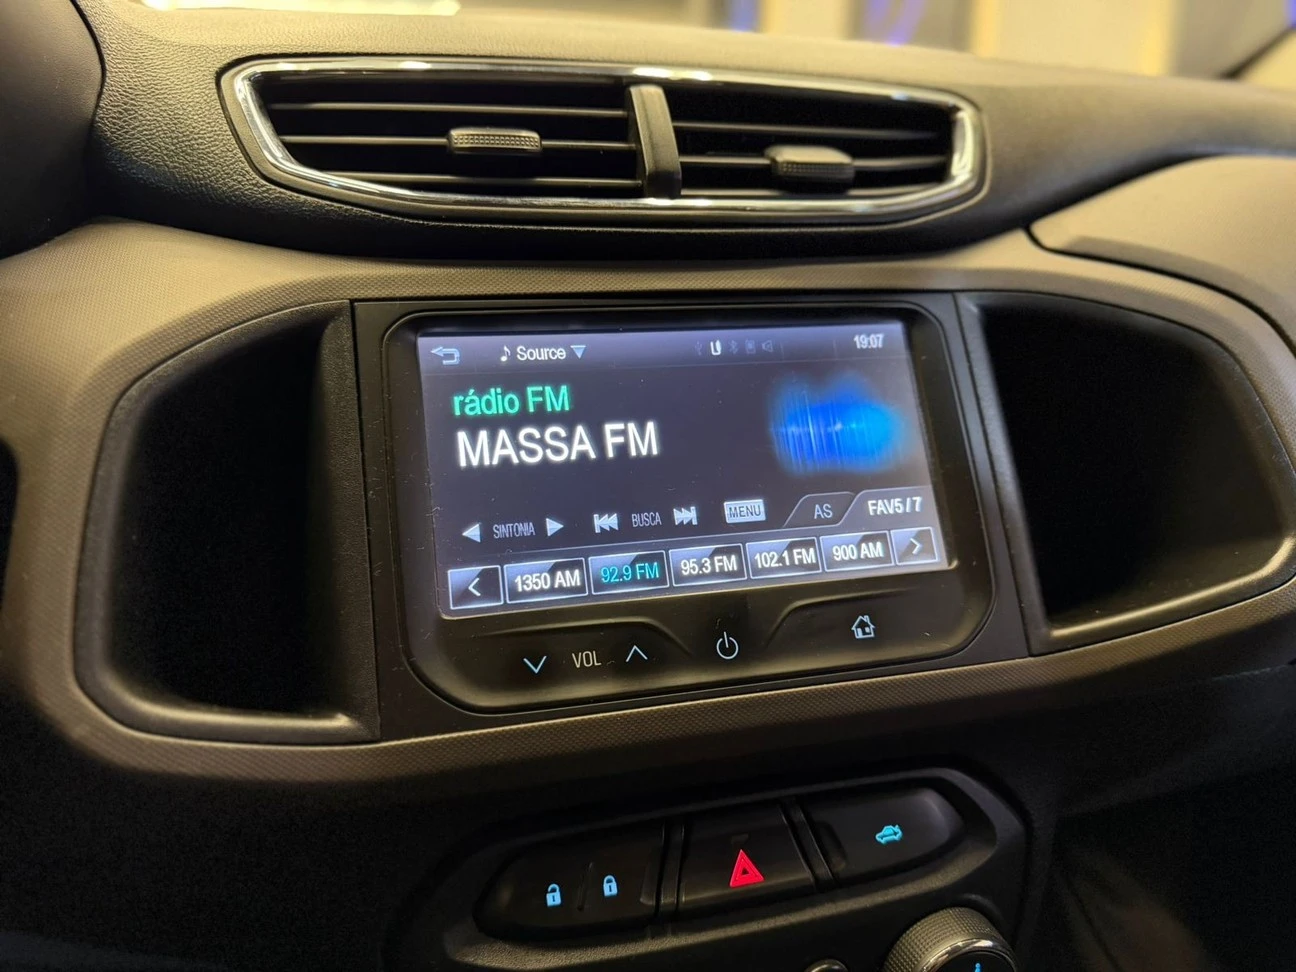 Source 19:07
rádio FM
MASSA FM
SINTONIA BUSCA MENU AS FAV5 / 7
1350 AM 92.9 FM 95.3 FM 102.1 FM 900 AM
VOL